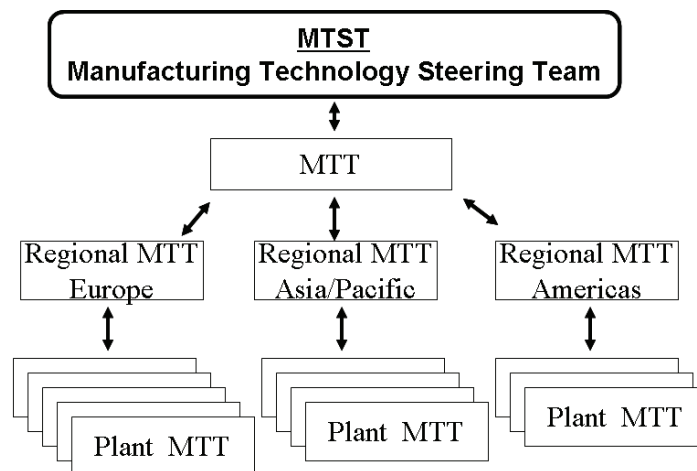 MTST
Manufacturing Technology Steering Team
MTT
Regional MTT
Europe
Regional MTT
Asia/Pacific
Regional MTT
Americas
Plant MTT
Plant MTT
Plant MTT